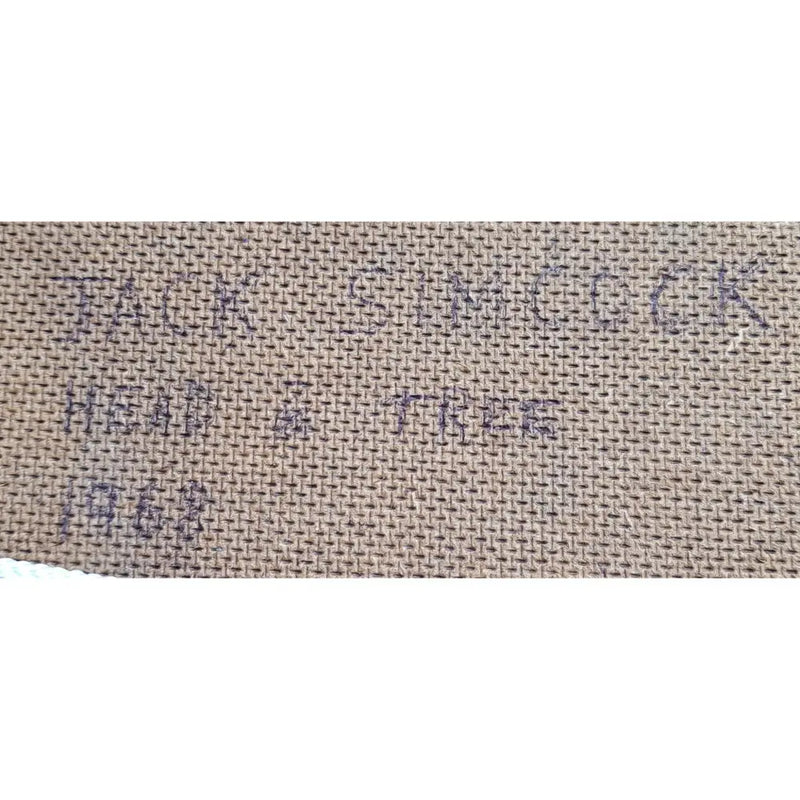 JACK SIMCOCK
HEAD & TREE
1968